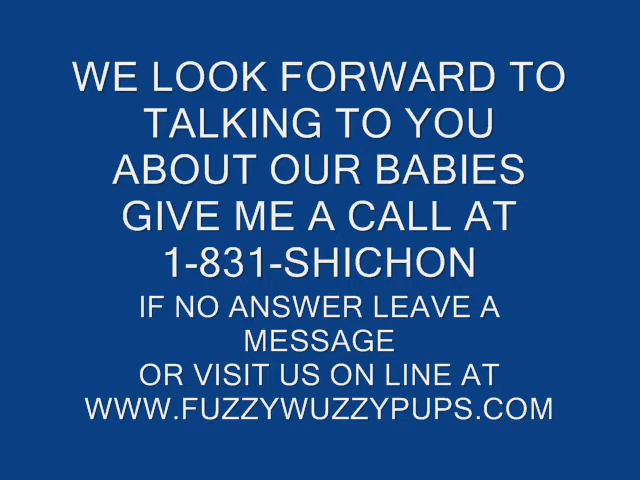 WE LOOK FORWARD TO
TALKING TO YOU
ABOUT OUR BABIES
GIVE ME A CALL AT
1-831-SHICHON
IF NO ANSWER LEAVE A
MESSAGE
OR VISIT US ON LINE AT
WWW.FUZZYWUZZYPUPS.COM